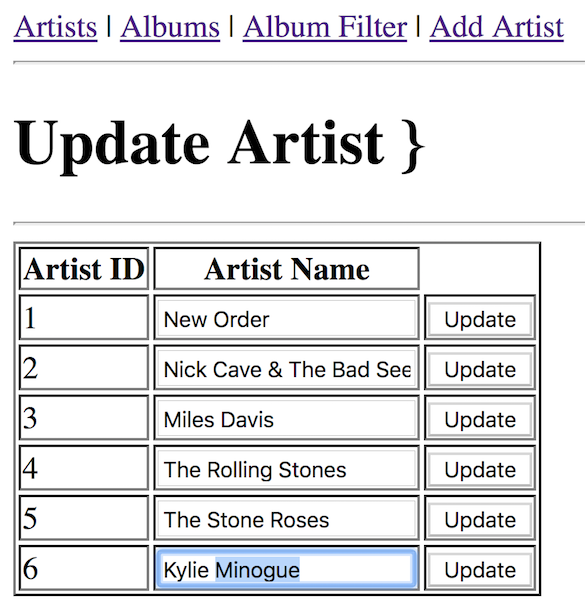 Artists | Albums | Album Filter | Add Artist
Update Artist }
Artist ID Artist Name
1 New Order Update
2 Nick Cave & The Bad See Update
3 Miles Davis Update
4 The Rolling Stones Update
5 The Stone Roses Update
6 Kylie Minogue Update